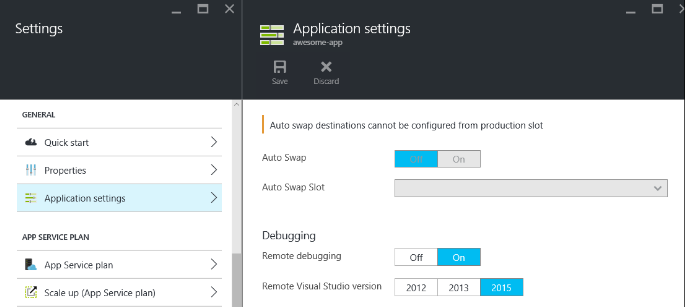 Settings
GENERAL
Quick start
Properties
Application settings
APP SERVICE PLAN
App Service plan
Scale up (App Service plan)
Application settings
awesome-app
Save
Discard
Auto swap destinations cannot be configured from production slot
Auto Swap
Off On
Auto Swap Slot
Debugging
Remote debugging
Off On
Remote Visual Studio version
2012 2013 2015